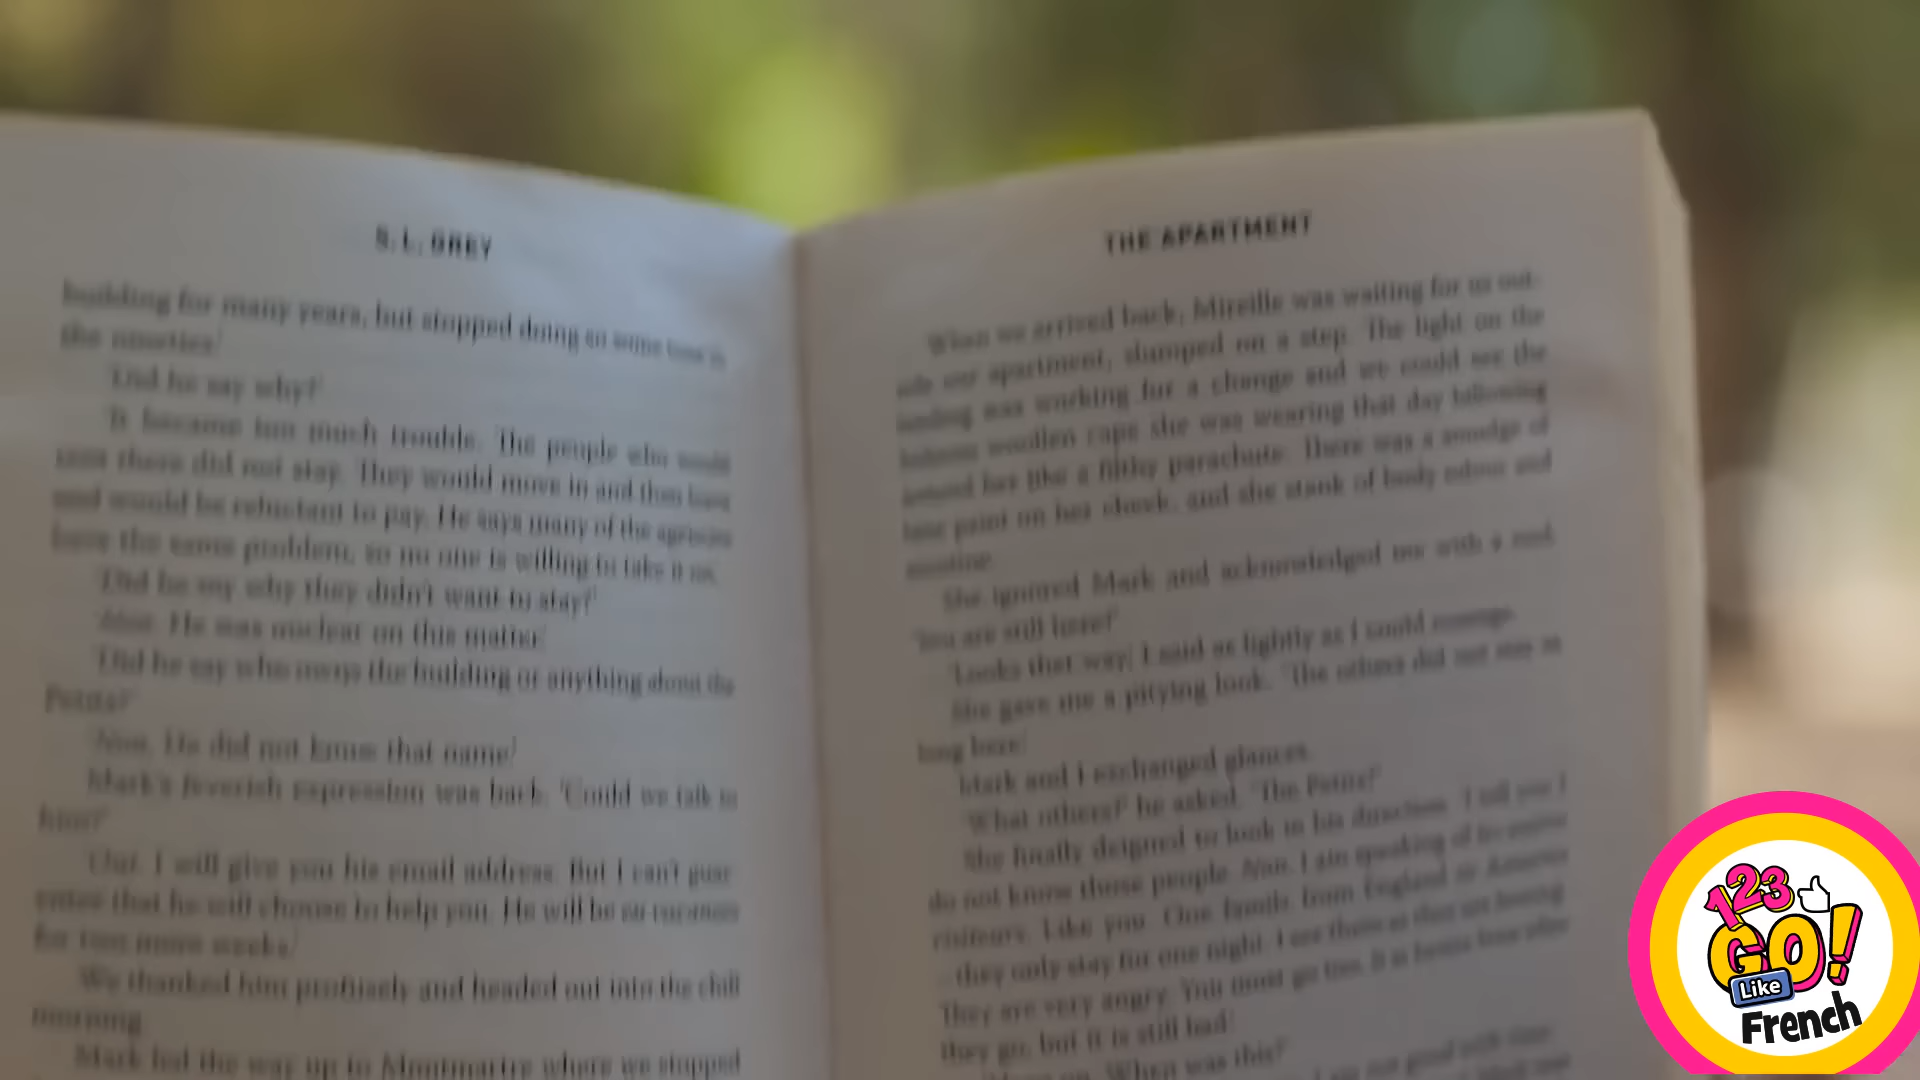 S. L. GREY
building for many years, but stopped doing so some time in
the nineties.'
'Did he say why?'
'It became too much trouble. The people who would
rent there did not stay. They would move in and then leave
and would be reluctant to pay. He says many of the agencies
have the same problem, so no one is willing to take it on.'
'Did he say why they didn't want to stay?'
'Non. He was unclear on this matter.'
'Did he say who owns the building or anything about the
Petits?'
'Non. He did not know that name.'
Mark's feverish expression was back. 'Could we talk to
him?'
'Oui. I will give you his email address. But I can't guar-
antee that he will choose to help you. He will be on vacation
for two more weeks.'
We thanked him profusely and headed out into the chill
morning.
Mark led the way up to Montmartre where we stopped
THE APARTMENT
When we arrived back, Mireille was waiting for us out-
side our apartment, slumped on a step. The light on the
landing was working for a change and we could see the
woollen cape she was wearing that day billowing
around her like a filthy parachute. There was a smudge of
paint on her cheek, and she stank of body odour and
She ignored Mark and acknowledged me with a nod.
'You are still here?'
'Looks that way,' I said as lightly as I could manage.
She gave me a pitying look. 'The others did not stay so
long here.'
Mark and I exchanged glances.
'What others?' he asked. 'The Petits?'
She finally deigned to look in his direction. 'I tell you I
do not know those people. Non. I am speaking of
visiteurs. Like you. One family from England or America
– they only stay for one night. I see them as they are leaving.
They are very angry. You must go too. It is
they go, but it is still bad.'
When was this?'
123
GO!
Like
French